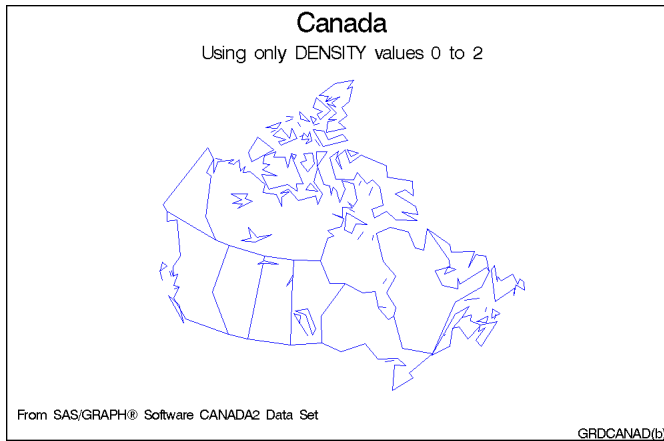 Canada
Using only DENSITY values 0 to 2
From SAS/GRAPH® Software CANADA2 Data Set
GRDCANAD(b)